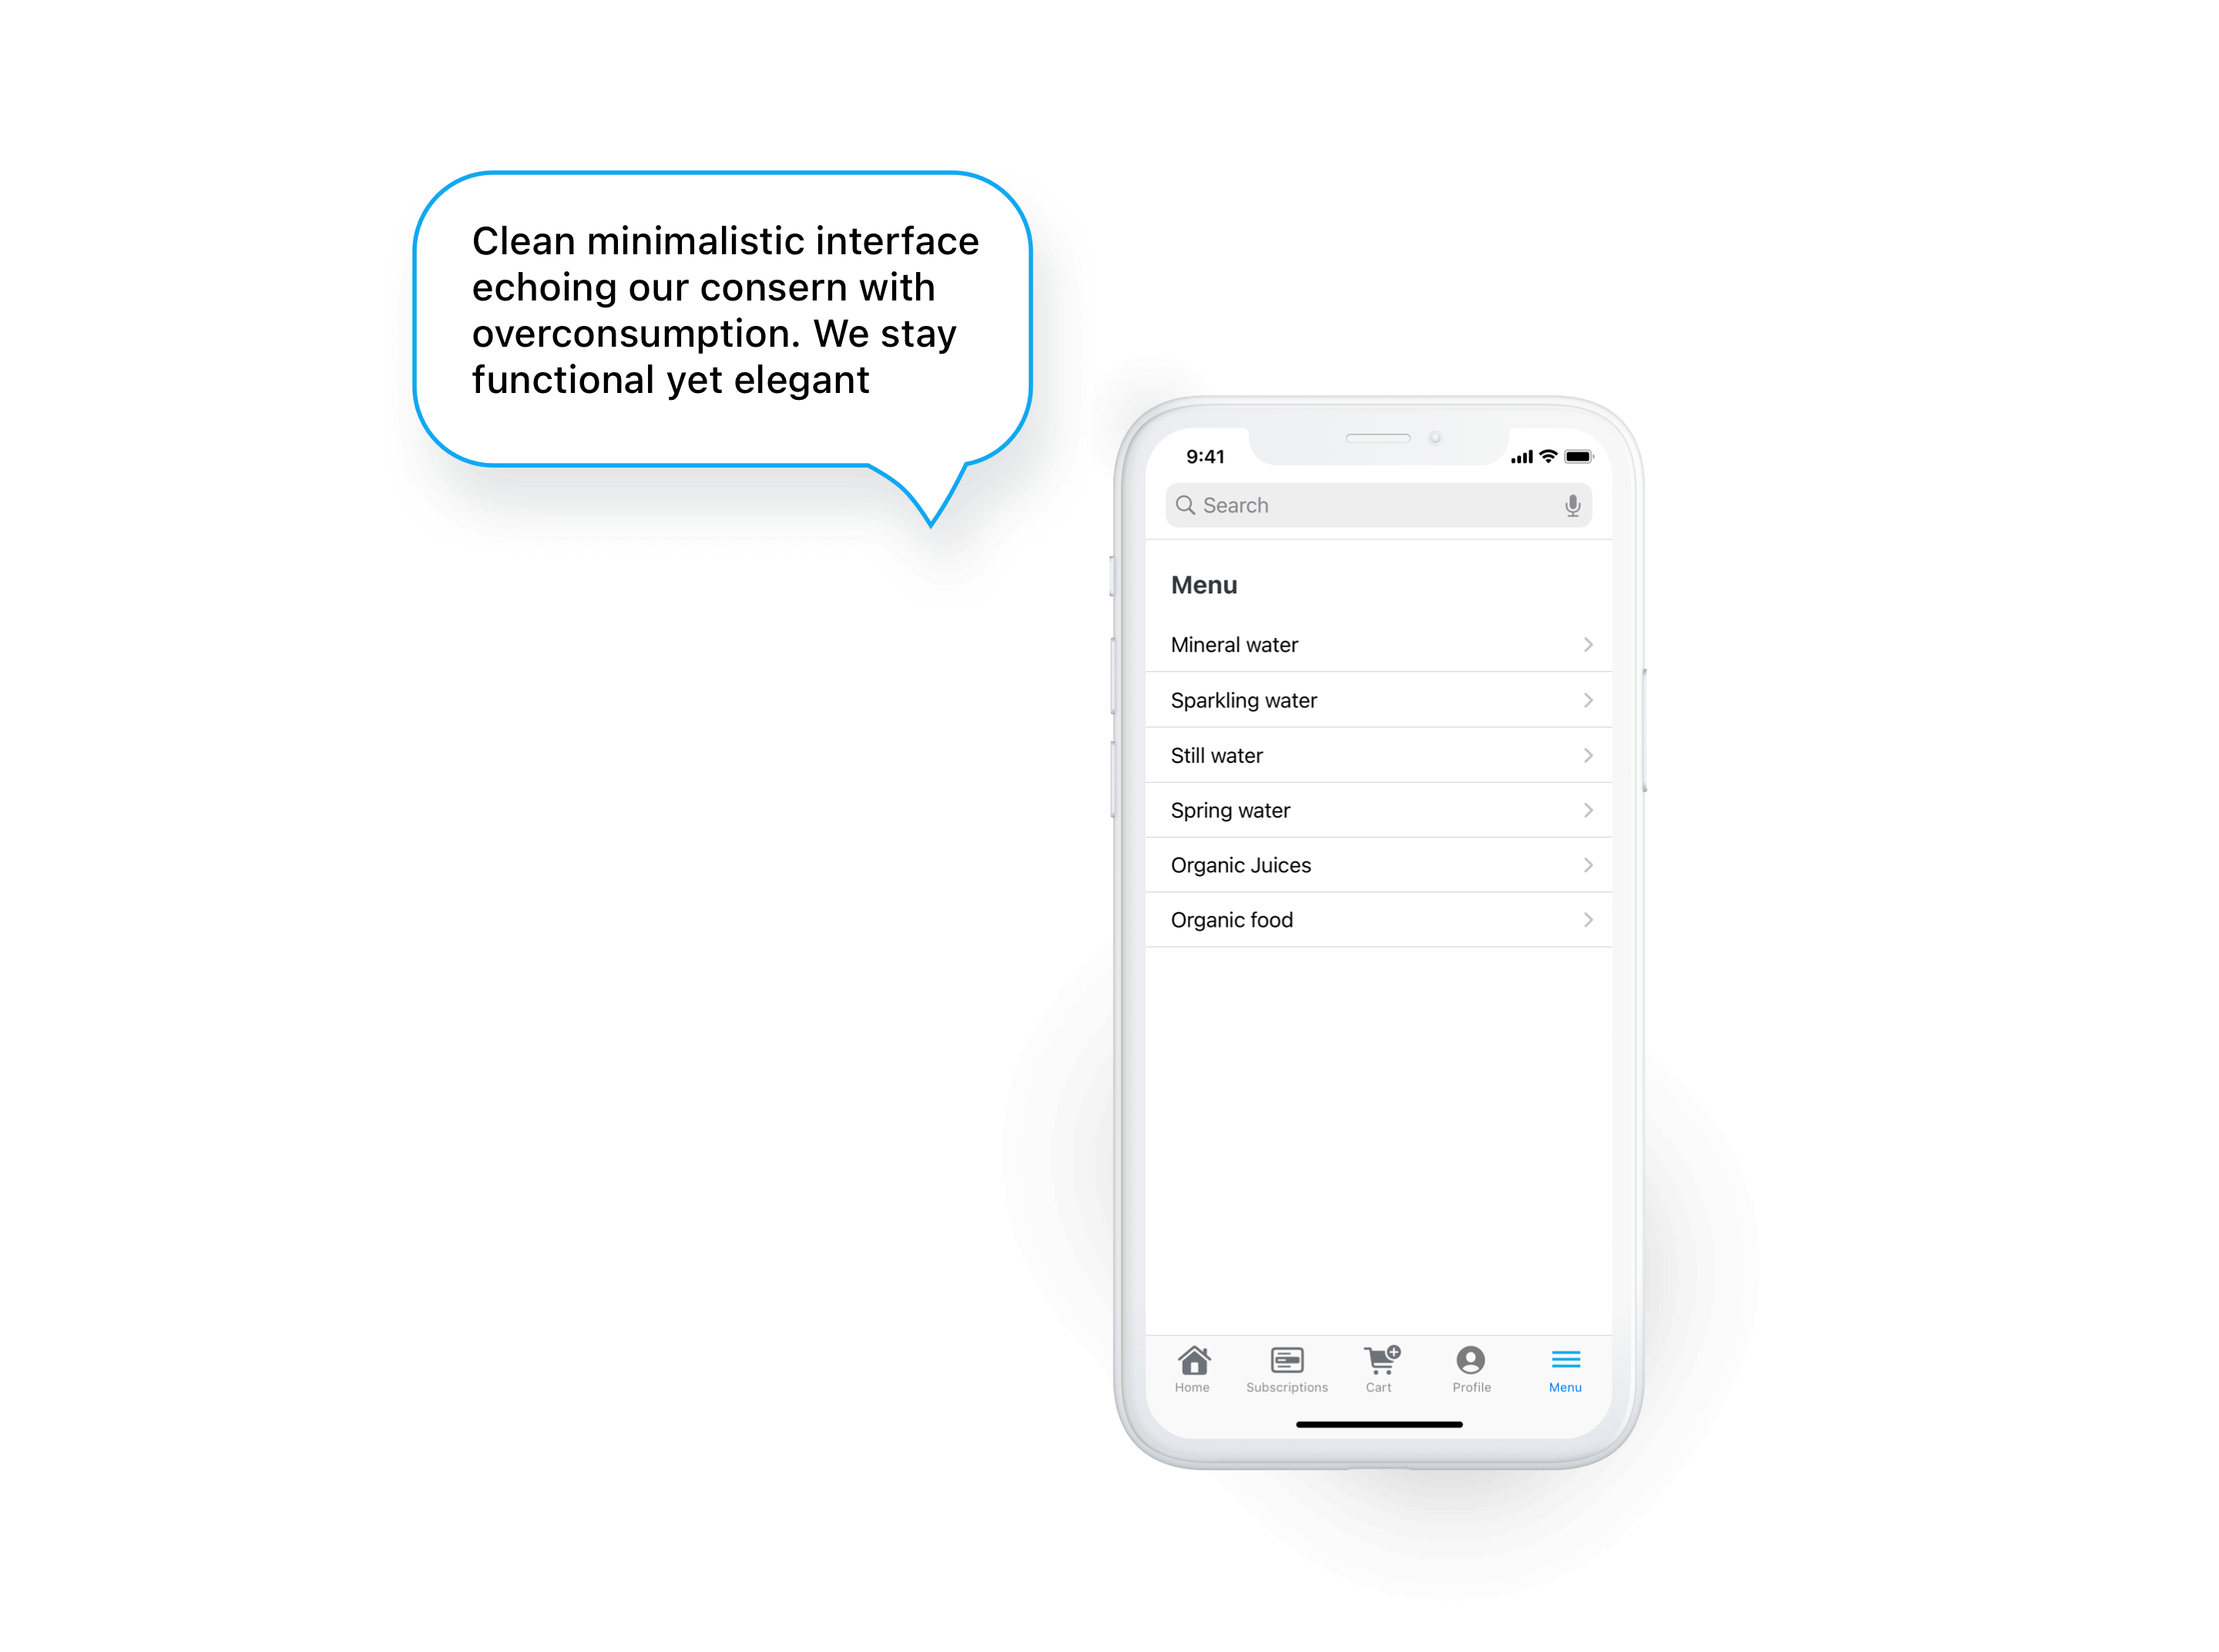 Clean minimalistic interface
echoing our consern with
overconsumption. We stay
functional yet elegant
9:41
Search
Menu
Mineral water
Sparkling water
Still water
Spring water
Organic Juices
Organic food
Home
Subscriptions
Cart
Profile
Menu